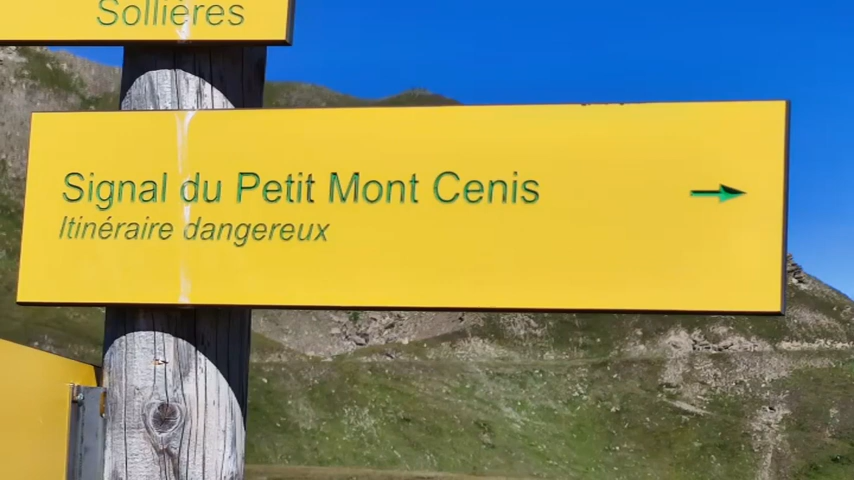 Sollières
Signal du Petit Mont Cenis
Itinéraire dangereux